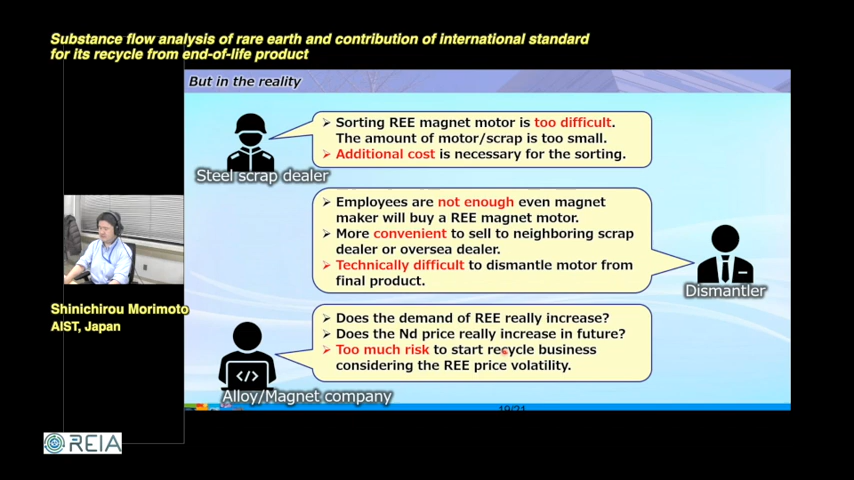 Substance flow analysis of rare earth and contribution of international standard
for its recycle from end-of-life product
But in the reality
Steel scrap dealer
➢ Sorting REE magnet motor is too difficult.
The amount of motor/scrap is too small.
➢ Additional cost is necessary for the sorting.
➢ Employees are not enough even magnet
maker will buy a REE magnet motor.
➢ More convenient to sell to neighboring scrap
dealer or oversea dealer.
➢ Technically difficult to dismantle motor from
final product.
Dismantler
➢ Does the demand of REE really increase?
➢ Does the Nd price really increase in future?
➢ Too much risk to start recycle business
considering the REE price volatility.
</>
Alloy/Magnet company
Shinichirou Morimoto
AIST, Japan
REIA